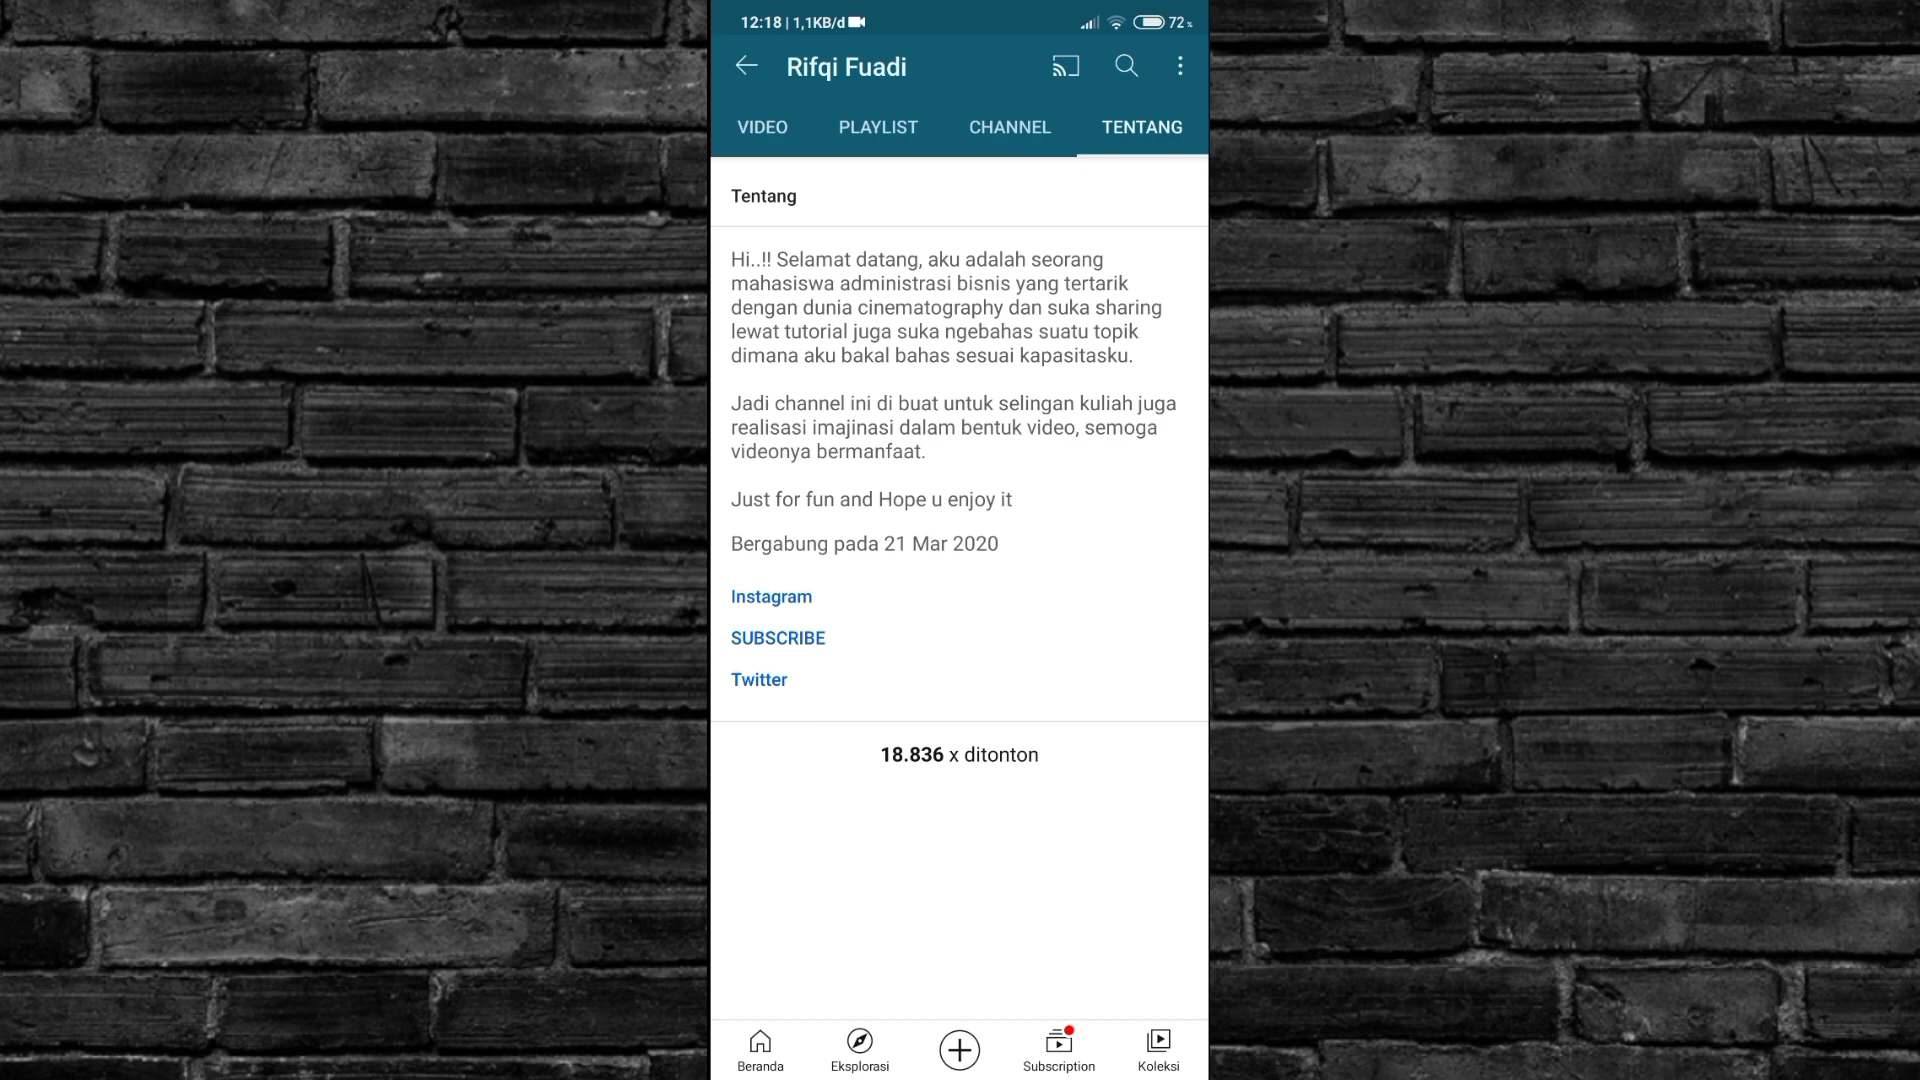 12:18 | 1,1KB/d 72%
Rifqi Fuadi
VIDEO PLAYLIST CHANNEL TENTANG
Tentang
Hi..!! Selamat datang, aku adalah seorang
mahasiswa administrasi bisnis yang tertarik
dengan dunia cinematography dan suka sharing
lewat tutorial juga suka ngebahas suatu topik
dimana aku bakal bahas sesuai kapasitasku.
Jadi channel ini di buat untuk selingan kuliah juga
realisasi imajinasi dalam bentuk video, semoga
videonya bermanfaat.
Just for fun and Hope u enjoy it
Bergabung pada 21 Mar 2020
Instagram
SUBSCRIBE
Twitter
18.836 x ditonton
Beranda Eksplorasi Subscription Koleksi